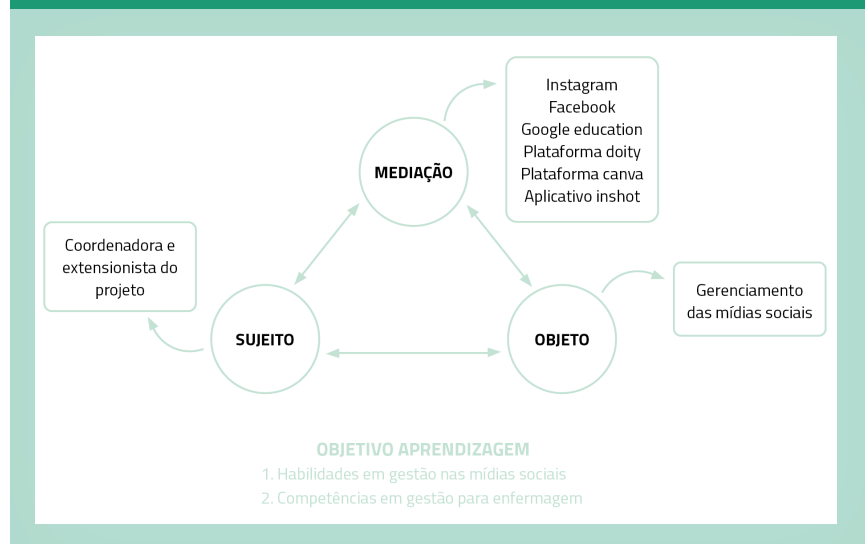 Instagram
Facebook
Google education
Plataforma doity
Plataforma canva
Aplicativo inshot
MEDIAÇÃO
Coordenadora e
extensionista do
projeto
Gerenciamento
das mídias sociais
SUJEITO
OBJETO
OBJETIVO APRENDIZAGEM
1. Habilidades em gestão nas mídias sociais
2. Competências em gestão para enfermagem